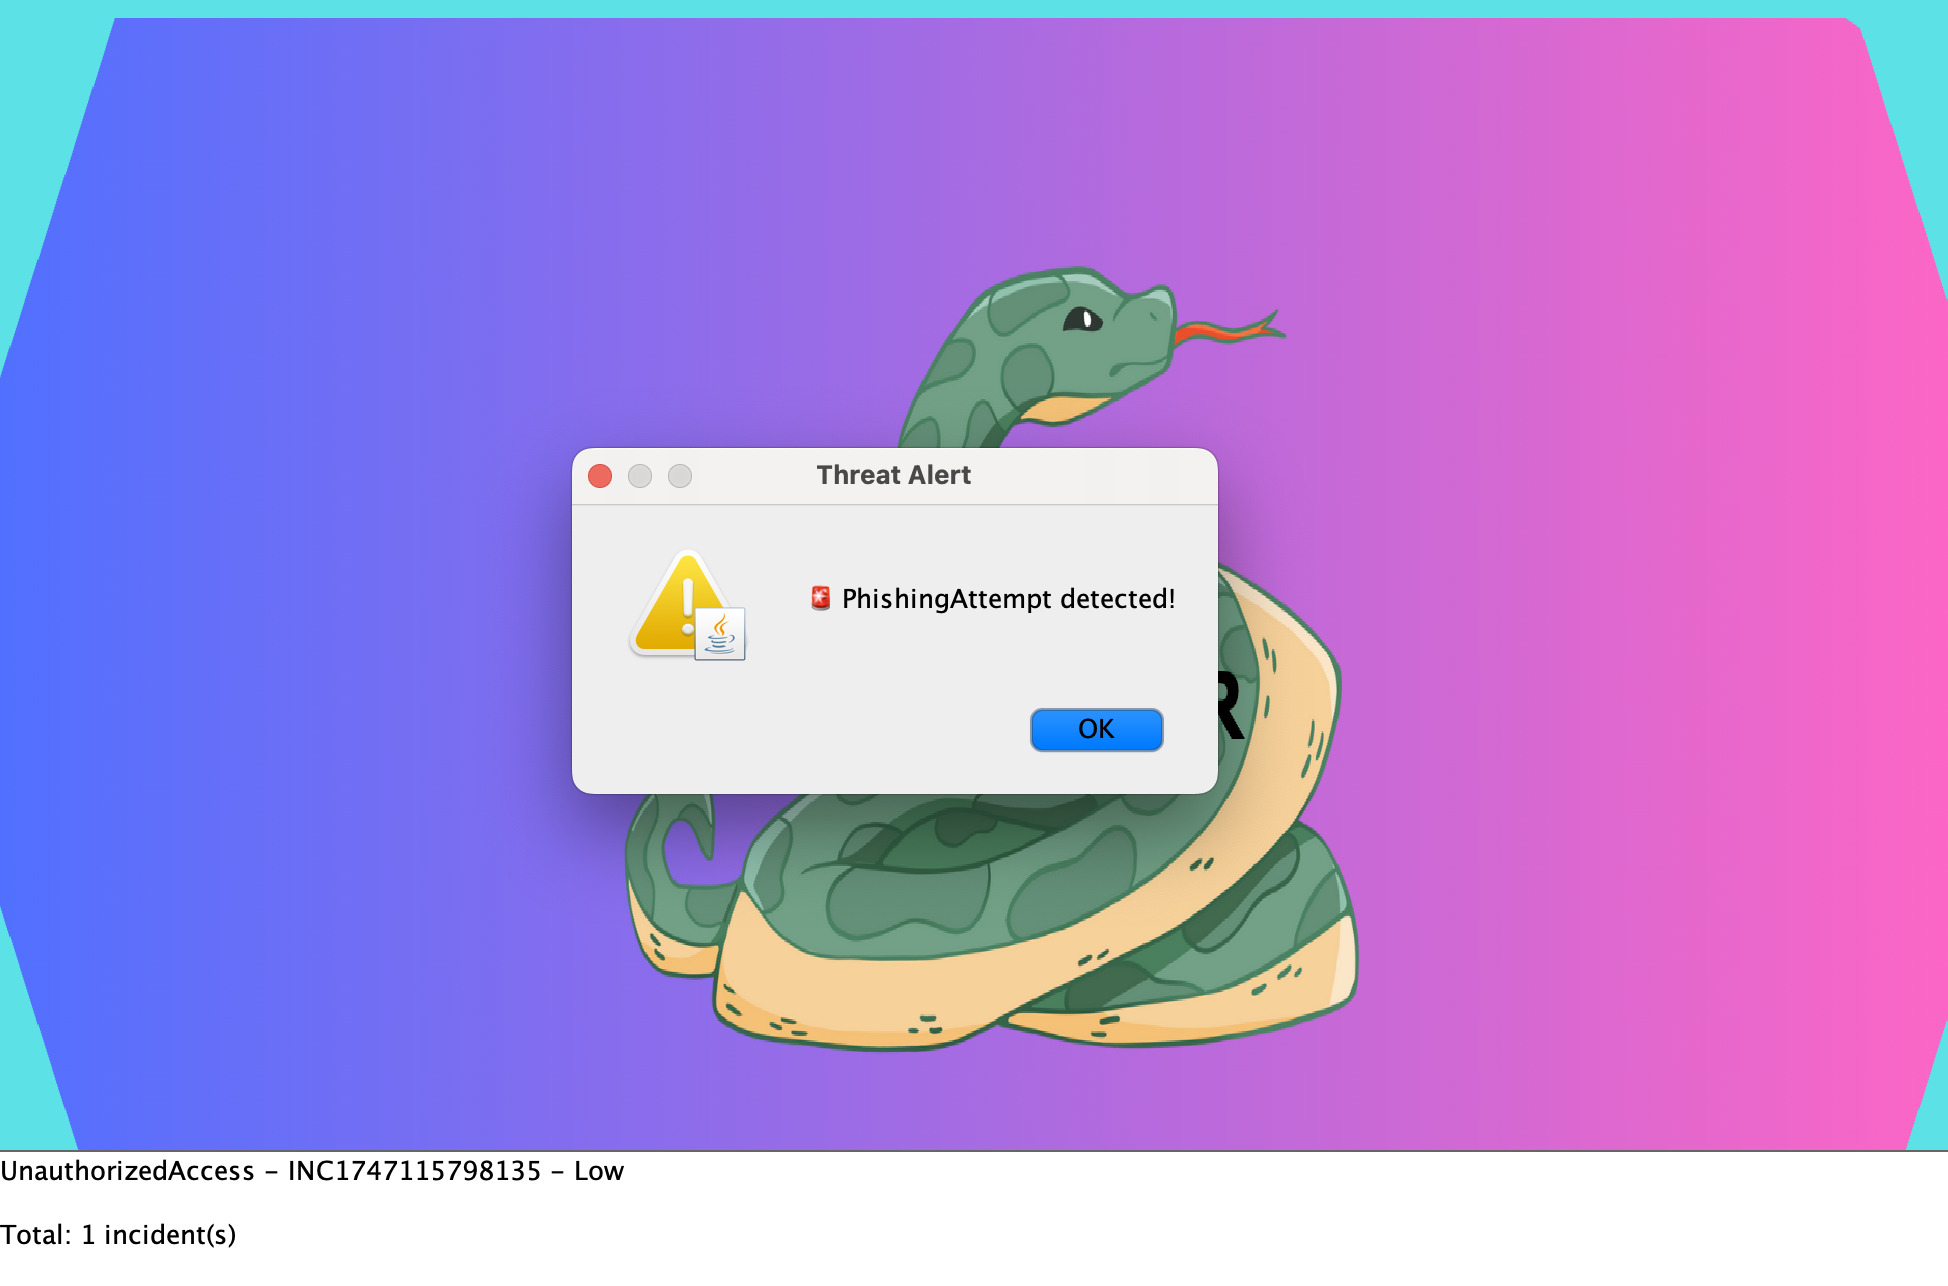 Threat Alert
🚨 PhishingAttempt detected!
R
OK
UnauthorizedAccess - INC1747115798135 - Low
Total: 1 incident(s)